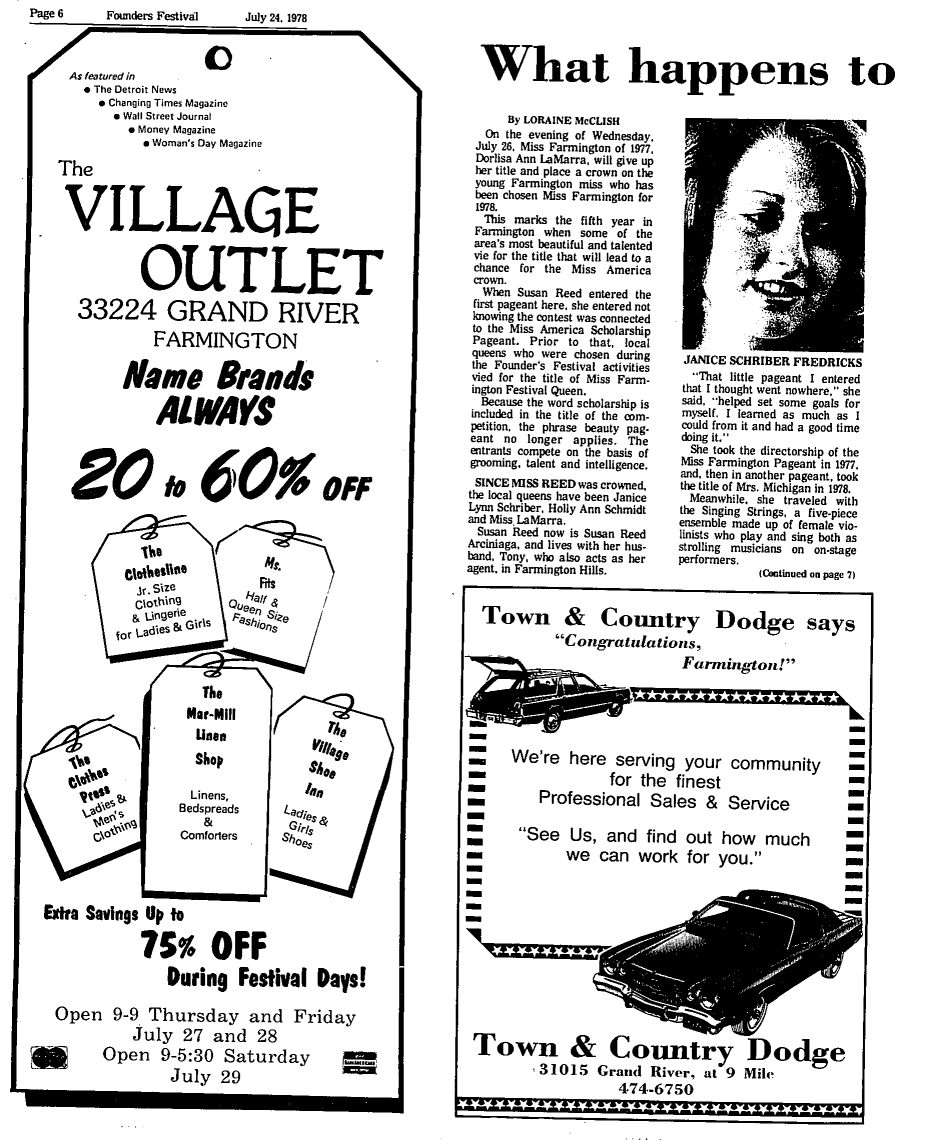 Page 6 Founders Festival July 24, 1978
As featured in
• The Detroit News
• Changing Times Magazine
• Wall Street Journal
• Money Magazine
• Woman's Day Magazine
The
VILLAGE
OUTLET
33224 GRAND RIVER
FARMINGTON
Name Brands
ALWAYS
20 to 60% OFF
The
Clothesline
Jr. Size
Clothing
& Lingerie
for Ladies & Girls
Ms.
Fits
Half &
Queen Size
Fashions
The
Clothes
Press
Ladies &
Men's
Clothing
The
Mar-Mill
Linen
Shop
Linens,
Bedspreads
&
Comforters
The
Village
Shoe
Inn
Ladies &
Girls
Shoes
Extra Savings Up to
75% OFF
During Festival Days!
Open 9-9 Thursday and Friday
July 27 and 28
Open 9-5:30 Saturday
July 29
What happens to
By LORAINE McCLISH
On the evening of Wednesday,
July 26, Miss Farmington of 1977,
Dorlisa Ann LaMarra, will give up
her title and place a crown on the
young Farmington miss who has
been chosen Miss Farmington for
1978.
This marks the fifth year in
Farmington when some of the
area's most beautiful and talented
vie for the title that will lead to a
chance for the Miss America
crown.
When Susan Reed entered the
first pageant here, she entered not
knowing the contest was connected
to the Miss America Scholarship
Pageant. Prior to that, local
queens who were chosen during
the Founder's Festival activities
vied for the title of Miss Farm-
ington Festival Queen.
Because the word scholarship is
included in the title of the com-
petition, the phrase beauty pag-
eant no longer applies. The
entrants compete on the basis of
grooming, talent and intelligence.
SINCE MISS REED was crowned,
the local queens have been Janice
Lynn Schriber, Holly Ann Schmidt
and Miss LaMarra.
Susan Reed now is Susan Reed
Arciniaga, and lives with her hus-
band, Tony, who also acts as her
agent, in Farmington Hills.
JANICE SCHRIBER FREDRICKS
"That little pageant I entered
that I thought went nowhere," she
said, "helped set some goals for
myself. I learned as much as I
could from it and had a good time
doing it."
She took the directorship of the
Miss Farmington Pageant in 1977,
and, then in another pageant, took
the title of Mrs. Michigan in 1978.
Meanwhile, she traveled with
the Singing Strings, a five-piece
ensemble made up of female vio-
linists who play and sing both as
strolling musicians on on-stage
performers.
(Continued on page 7)
Town & Country Dodge says
"Congratulations,
Farmington!"
We're here serving your community
for the finest
Professional Sales & Service
"See Us, and find out how much
we can work for you."
Town & Country Dodge
31015 Grand River, at 9 Mile
474-6750